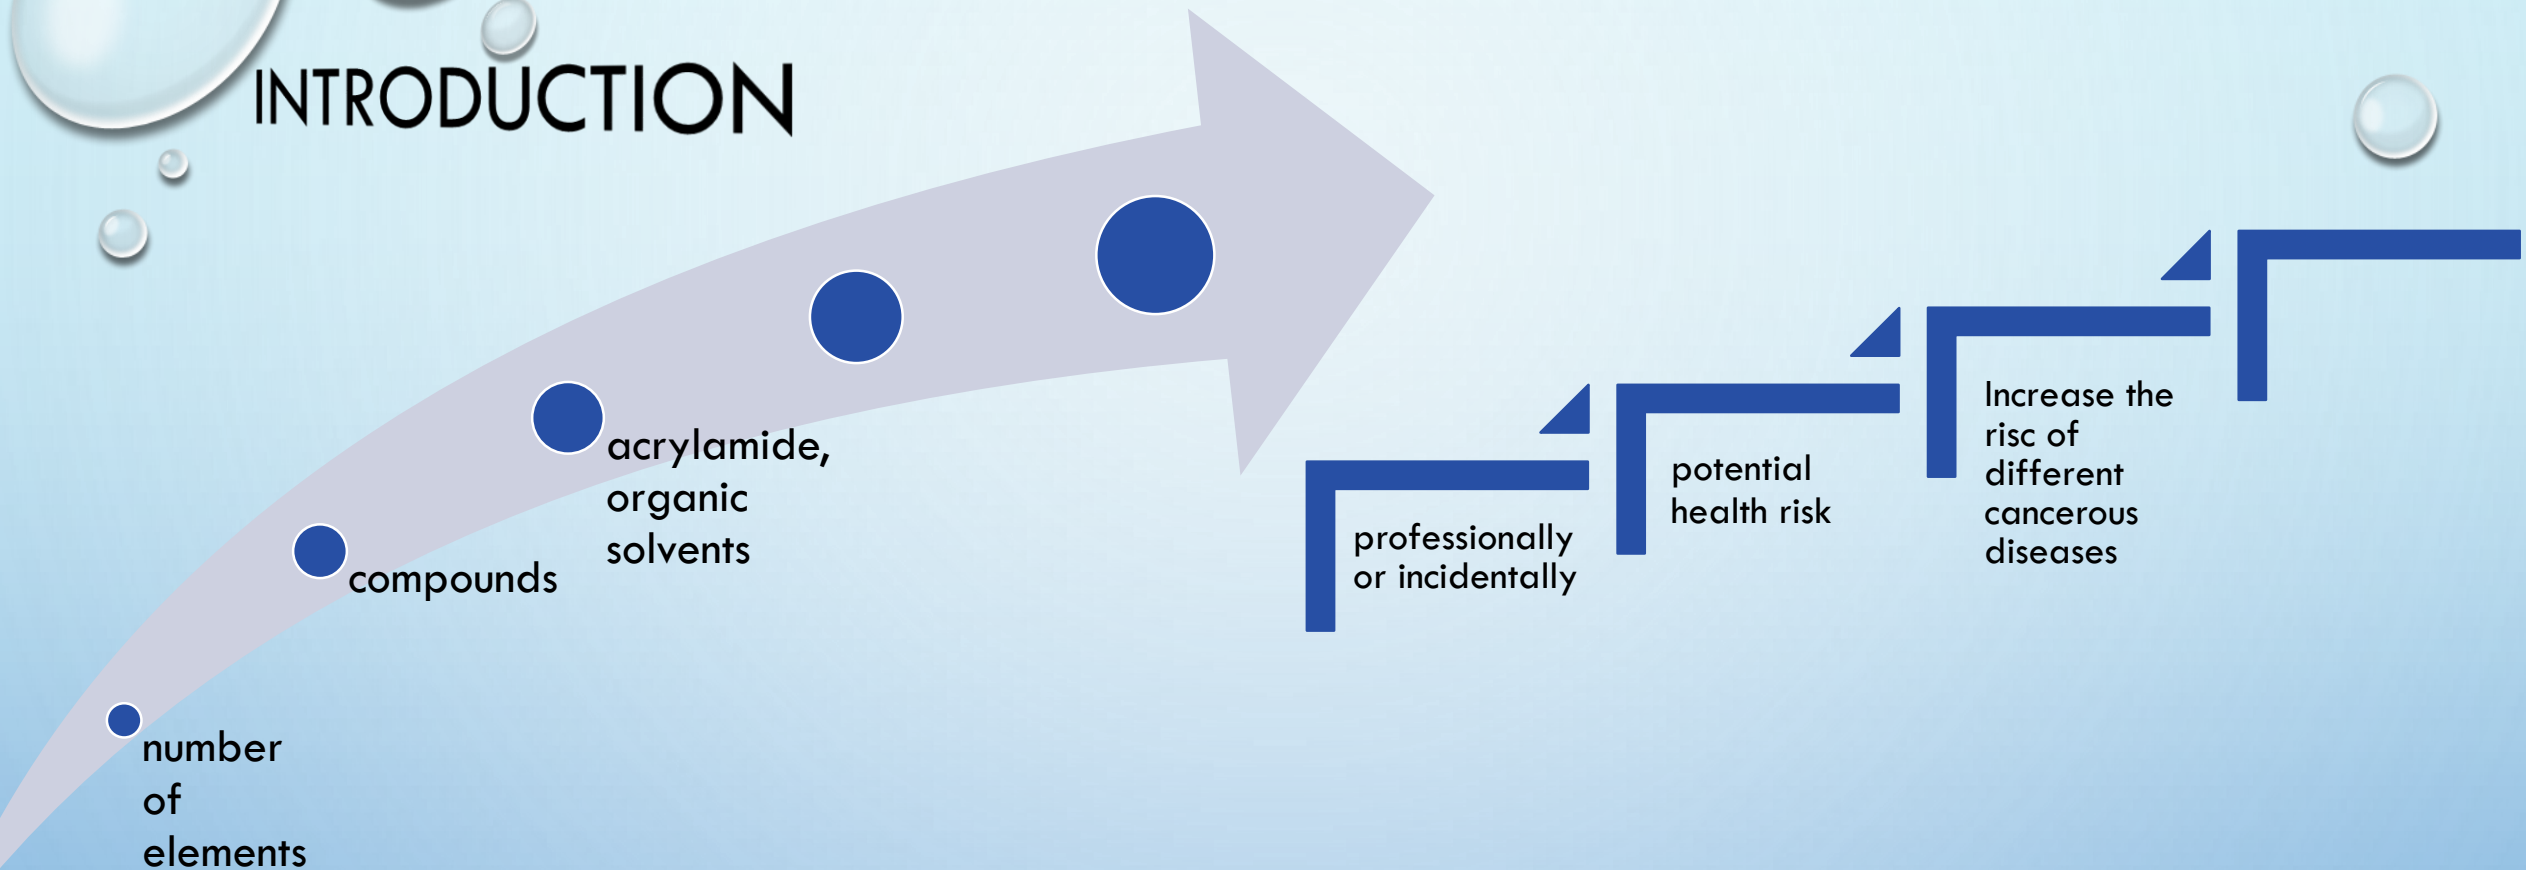 INTRODUCTION
number
of
elements
compounds
acrylamide,
organic
solvents
professionally
or incidentally
potential
health risk
Increase the
risc of
different
cancerous
diseases